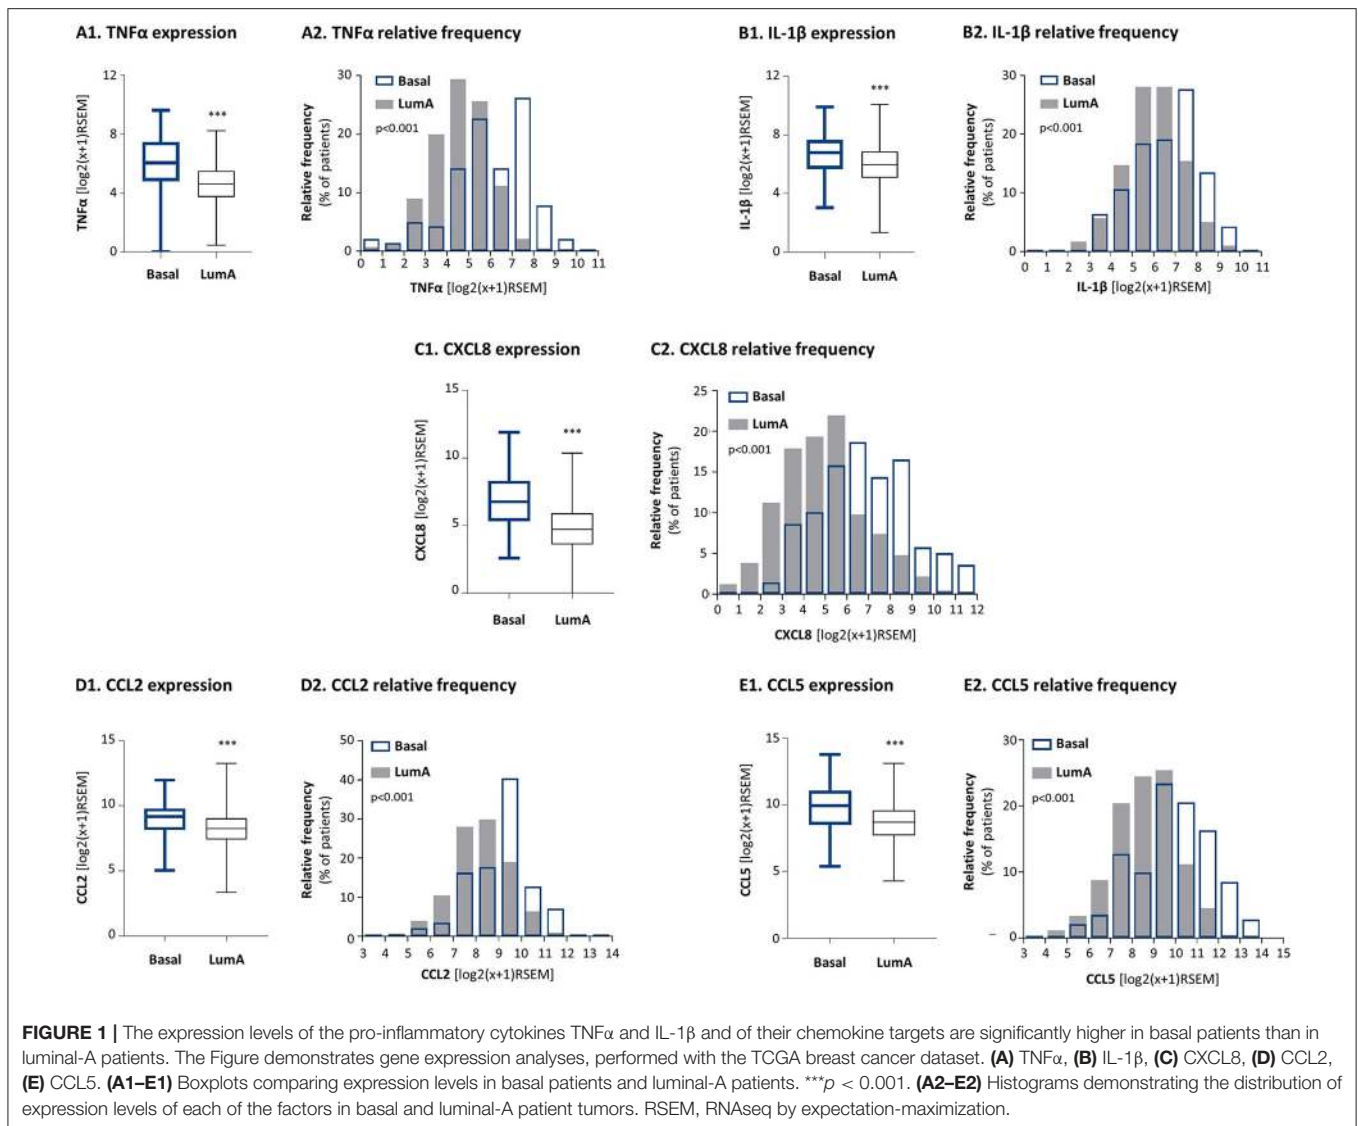 A1. TNFα expression
TNFα [log2(x+1)RSEM]
12
8
4
0
***
Basal LumA
A2. TNFα relative frequency
Relative frequency
(% of patients)
30
20
10
0
Basal
LumA
p<0.001
0 1 2 3 4 5 6 7 8 9 10 11
TNFα [log2(x+1)RSEM]
B1. IL-1β expression
IL-1β [log2(x+1)RSEM]
12
8
4
0
***
Basal LumA
B2. IL-1β relative frequency
Relative frequency
(% of patients)
30
20
10
0
Basal
LumA
p<0.001
0 1 2 3 4 5 6 7 8 9 10 11
IL-1β [log2(x+1)RSEM]
C1. CXCL8 expression
CXCL8 [log2(x+1)RSEM]
15
10
5
0
***
Basal LumA
C2. CXCL8 relative frequency
Relative frequency
(% of patients)
25
20
15
10
5
0
Basal
LumA
p<0.001
0 1 2 3 4 5 6 7 8 9 10 11 12
CXCL8 [log2(x+1)RSEM]
D1. CCL2 expression
CCL2 [log2(x+1)RSEM]
15
10
5
0
***
Basal LumA
D2. CCL2 relative frequency
Relative frequency
(% of patients)
50
40
30
20
10
0
Basal
LumA
p<0.001
3 4 5 6 7 8 9 10 11 12 13 14
CCL2 [log2(x+1)RSEM]
E1. CCL5 expression
CCL5 [log2(x+1)RSEM]
15
10
5
0
***
Basal LumA
E2. CCL5 relative frequency
Relative frequency
(% of patients)
30
20
10
0
Basal
LumA
p<0.001
3 4 5 6 7 8 9 10 11 12 13 14 15
CCL5 [log2(x+1)RSEM]
FIGURE 1 | The expression levels of the pro-inflammatory cytokines TNFα and IL-1β and of their chemokine targets are significantly higher in basal patients than in
luminal-A patients. The Figure demonstrates gene expression analyses, performed with the TCGA breast cancer dataset. (A) TNFα, (B) IL-1β, (C) CXCL8, (D) CCL2,
(E) CCL5. (A1–E1) Boxplots comparing expression levels in basal patients and luminal-A patients. ***p < 0.001. (A2–E2) Histograms demonstrating the distribution of
expression levels of each of the factors in basal and luminal-A patient tumors. RSEM, RNAseq by expectation-maximization.